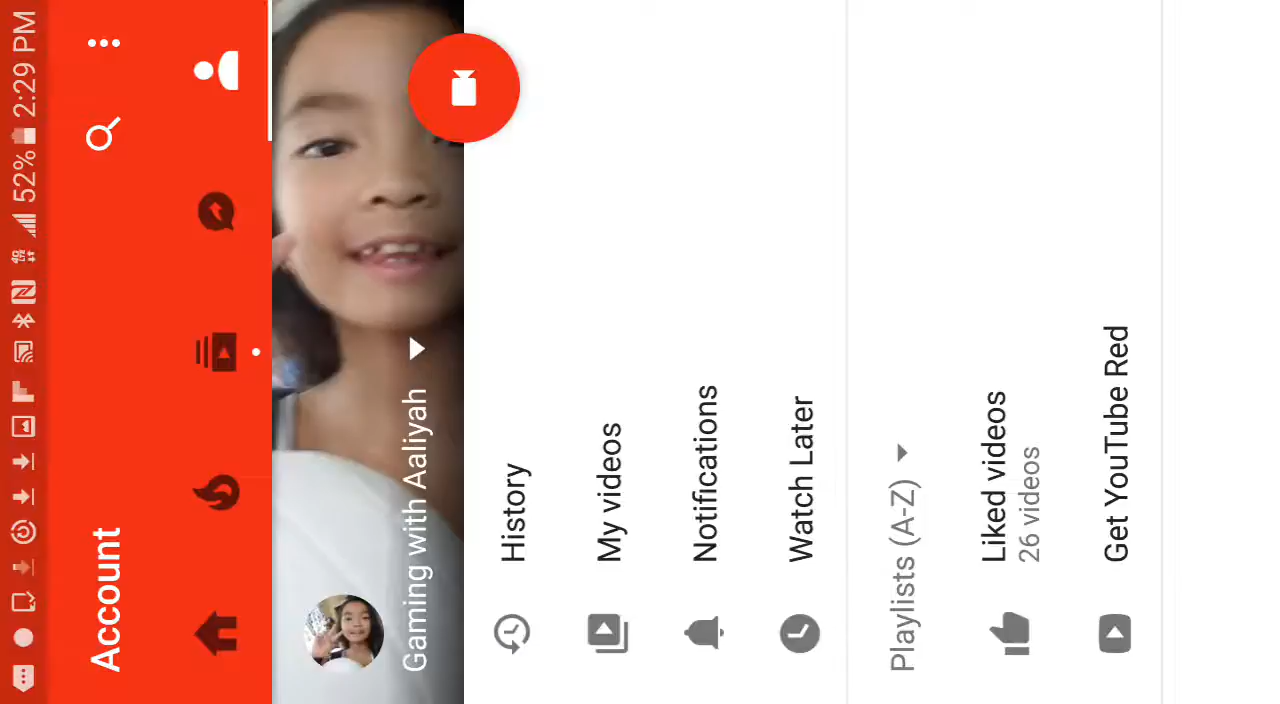 52% 2:29 PM
Account
Gaming with Aaliyah
History
My videos
Notifications
Watch Later
Playlists (A-Z)
Liked videos
26 videos
Get YouTube Red